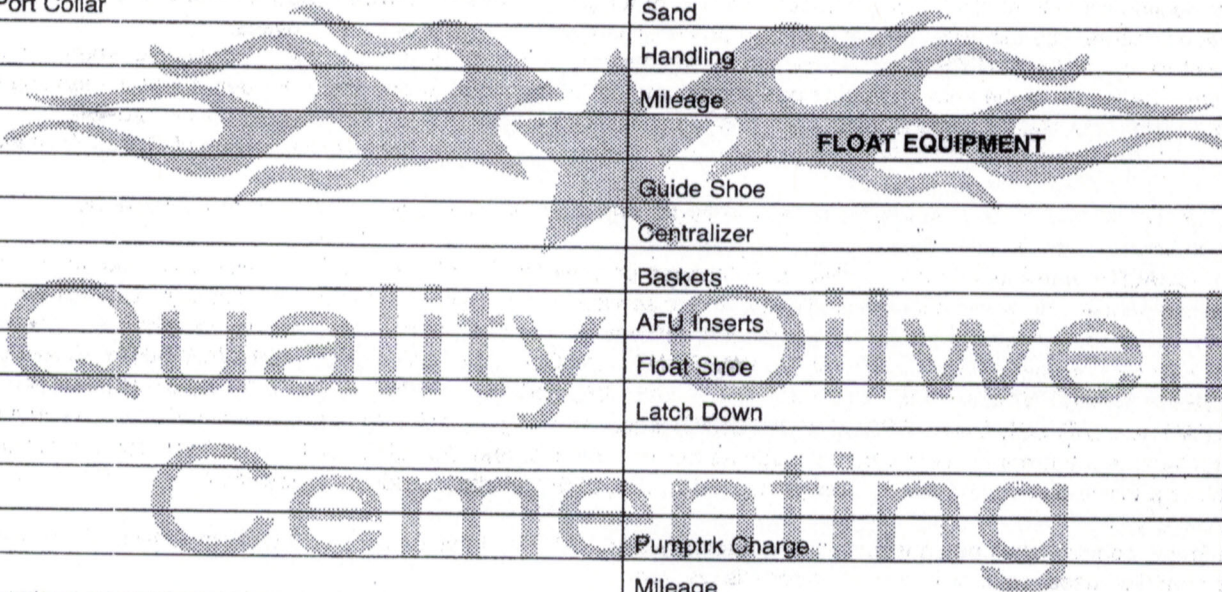 Port Collar
Sand
Handling
Mileage
FLOAT EQUIPMENT
Guide Shoe
Centralizer
Baskets
AFU Inserts
Float Shoe
Latch Down
Quality Oilwell
Cementing
Pumptrk Charge
Mileage